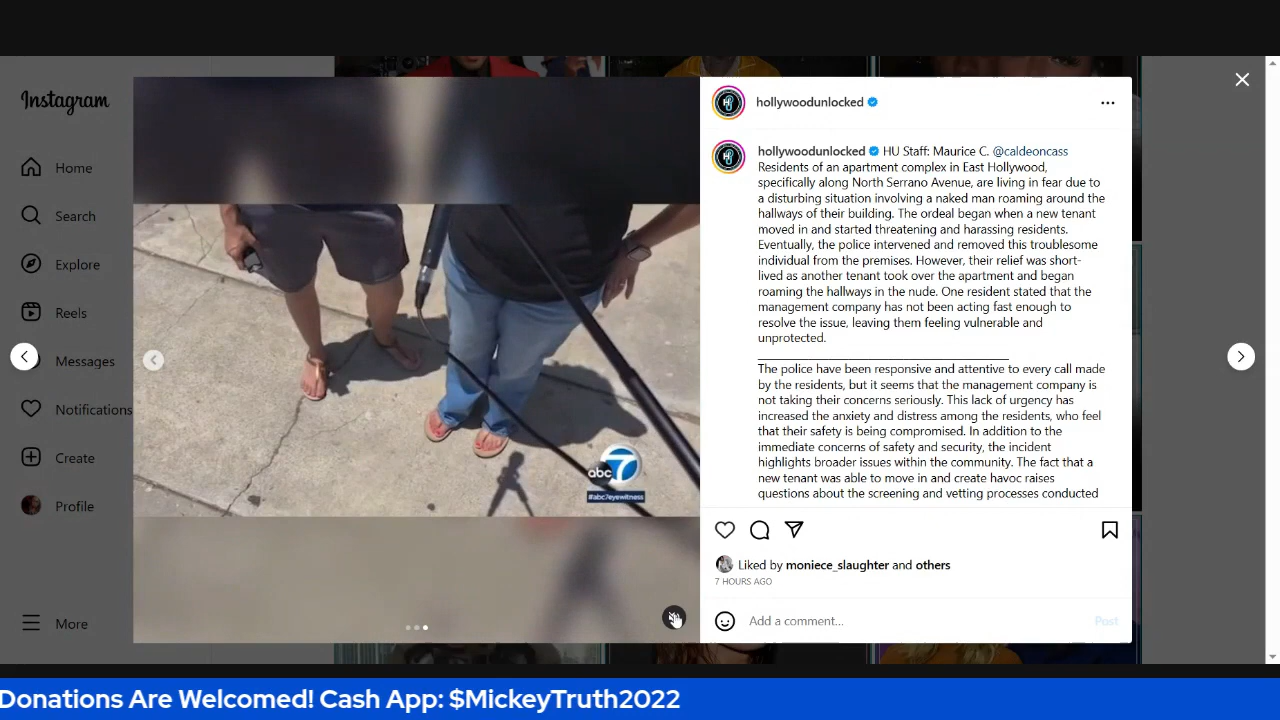 Instagram
Home
Search
Explore
Reels
Messages
Notifications
Create
Profile
More
abc 7
#abc7eyewitness
hollywoodunlocked
hollywoodunlocked HU Staff: Maurice C. @caldeoncass
Residents of an apartment complex in East Hollywood,
specifically along North Serrano Avenue, are living in fear due to
a disturbing situation involving a naked man roaming around the
hallways of their building. The ordeal began when a new tenant
moved in and started threatening and harassing residents.
Eventually, the police intervened and removed this troublesome
individual from the premises. However, their relief was short-
lived as another tenant took over the apartment and began
roaming the hallways in the nude. One resident stated that the
management company has not been acting fast enough to
resolve the issue, leaving them feeling vulnerable and
unprotected.
The police have been responsive and attentive to every call made
by the residents, but it seems that the management company is
not taking their concerns seriously. This lack of urgency has
increased the anxiety and distress among the residents, who feel
that their safety is being compromised. In addition to the
immediate concerns of safety and security, the incident
highlights broader issues within the community. The fact that a
new tenant was able to move in and create havoc raises
questions about the screening and vetting processes conducted
Liked by moniece_slaughter and others
7 HOURS AGO
Add a comment...
Post
Donations Are Welcomed! Cash App: $MickeyTruth2022